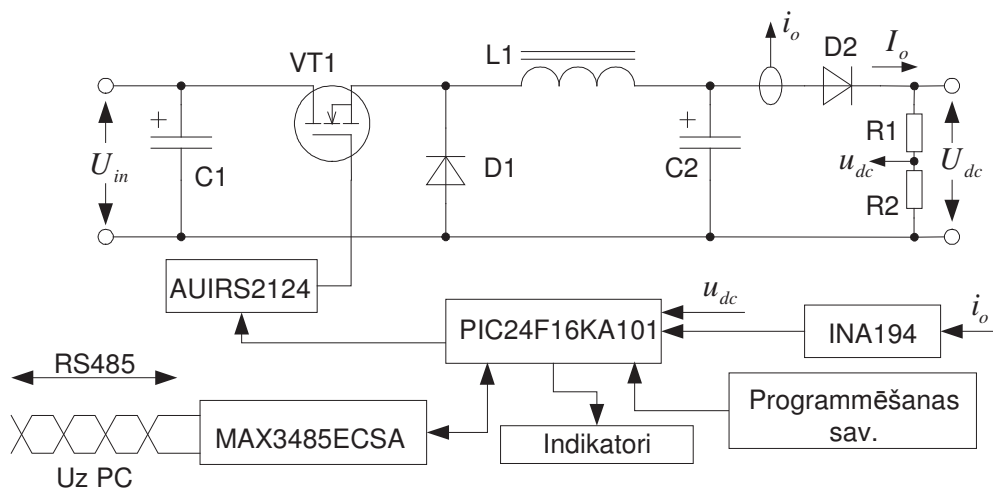 i_o
D2
I_o
L1
VT1
+
+
R1
U_in
C1
D1
C2
u_dc
U_dc
R2
AUIRS2124
u_dc
PIC24F16KA101
i_o
INA194
RS485
Programmēšanas
sav.
MAX3485ECSA
Indikatori
Uz PC